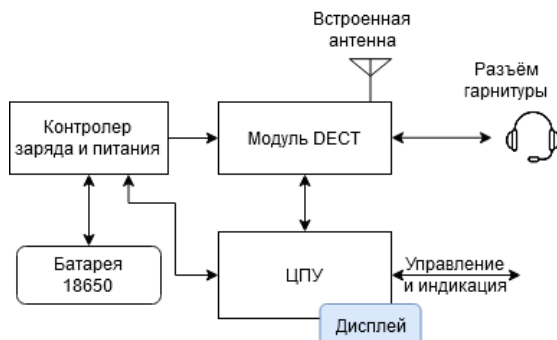 Встроенная
антенна
Разъём
гарнитуры
Контролер
заряда и питания
Модуль DECT
Батарея
18650
ЦПУ
Управление
и индикация
Дисплей